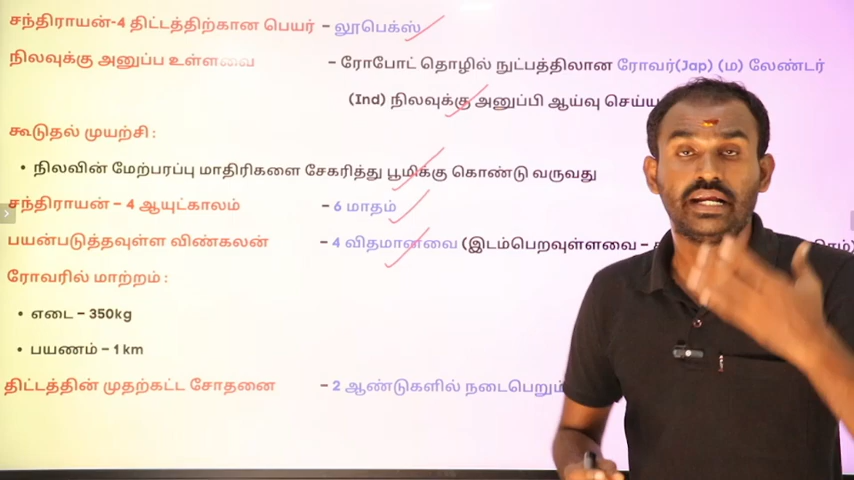 சந்திராயன்-4 திட்டத்திற்கான பெயர் - லூபெக்ஸ்
நிலவுக்கு அனுப்ப உள்ளவை - ரோபோட் தொழில் நுட்பத்திலான ரோவர்(Jap) (ம) லேண்டர்
(Ind) நிலவுக்கு அனுப்பி ஆய்வு செய்ய
கூடுதல் முயற்சி :
• நிலவின் மேற்பரப்பு மாதிரிகளை சேகரித்து பூமிக்கு கொண்டு வருவது
சந்திராயன் - 4 ஆயுட்காலம் - 6 மாதம்
பயன்படுத்தவுள்ள விண்கலன் - 4 விதமானவை (இடம்பெறவுள்ளவை -
ரோவரில் மாற்றம் :
• எடை - 350kg
• பயணம் - 1 km
திட்டத்தின் முதற்கட்ட சோதனை - 2 ஆண்டுகளில் நடைபெறும்